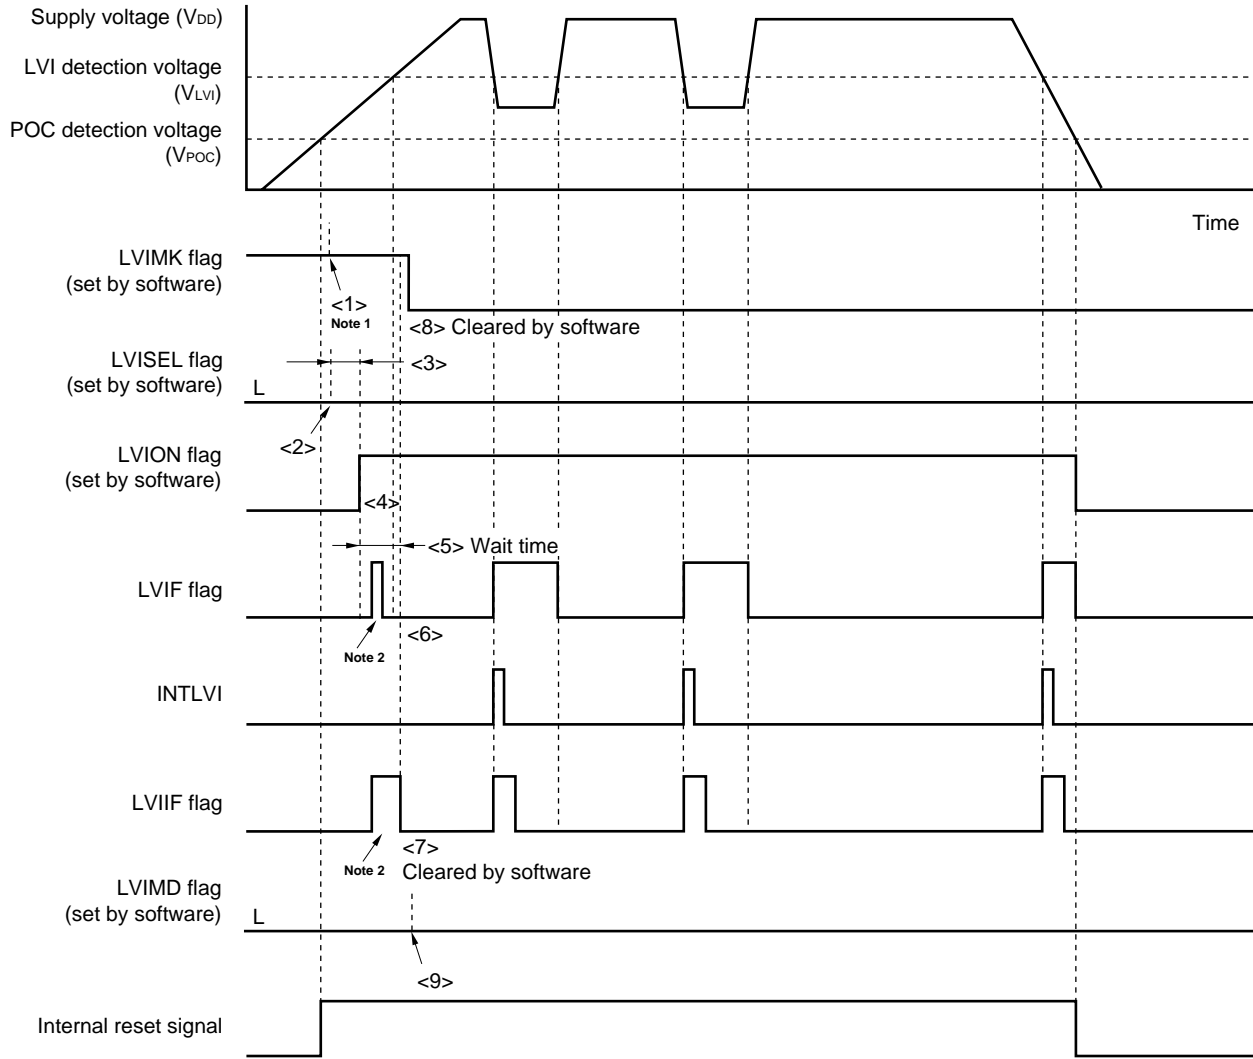 Supply voltage (VDD)
LVI detection voltage
(VLVI)
POC detection voltage
(VPOC)
Time
LVIMK flag
(set by software)
<1>
Note 1
<8> Cleared by software
LVISEL flag
(set by software)
<3>
L
<2>
LVION flag
(set by software)
<4>
<5> Wait time
LVIF flag
<6>
Note 2
INTLVI
LVIIF flag
<7>
Note 2
Cleared by software
LVIMD flag
(set by software)
L
<9>
Internal reset signal